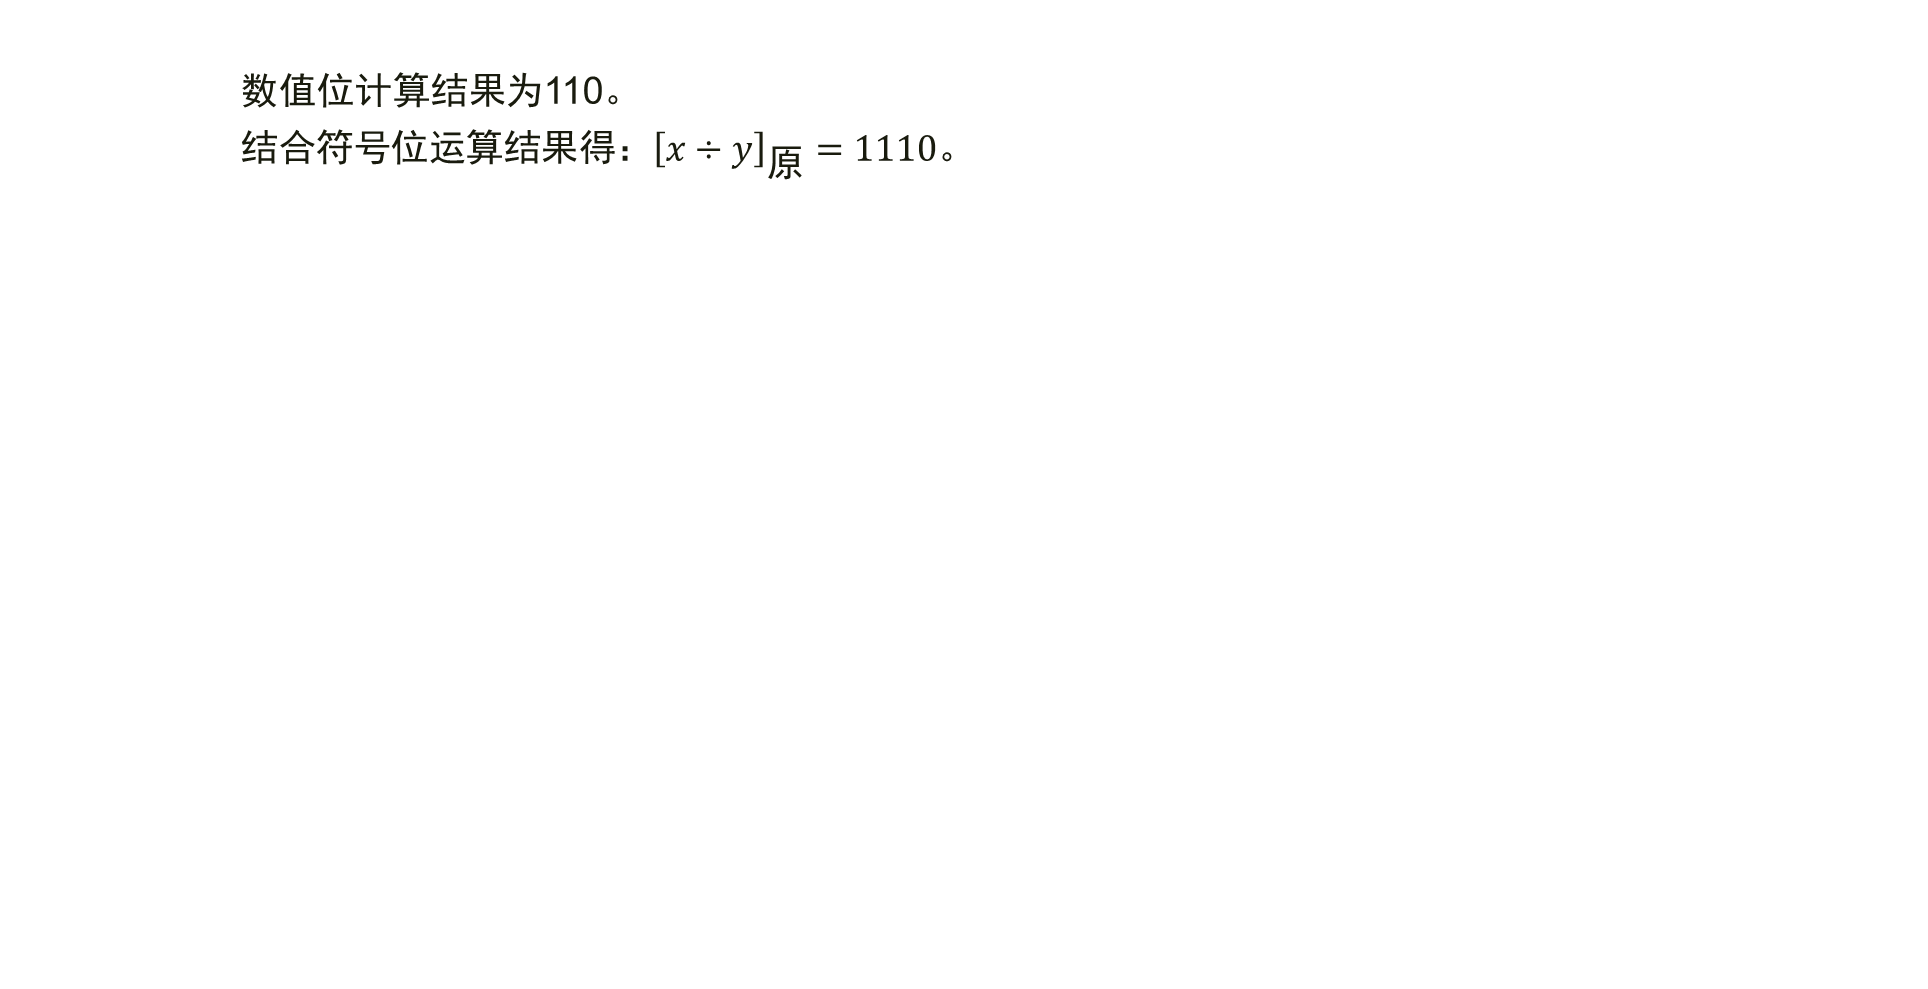 数值位计算结果为110。
结合符号位运算结果得：[x ÷ y]原 = 1110。